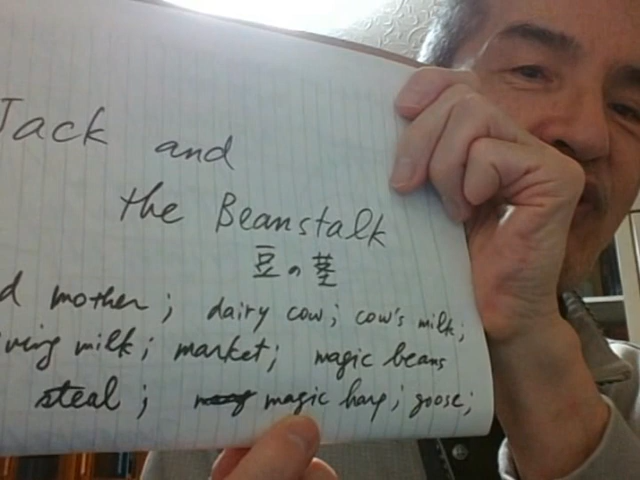 Jack and
the Beanstalk
豆の茎
d mother; dairy cow; cow's milk;
iving milk; market; magic beans
steal; magic harp; goose;